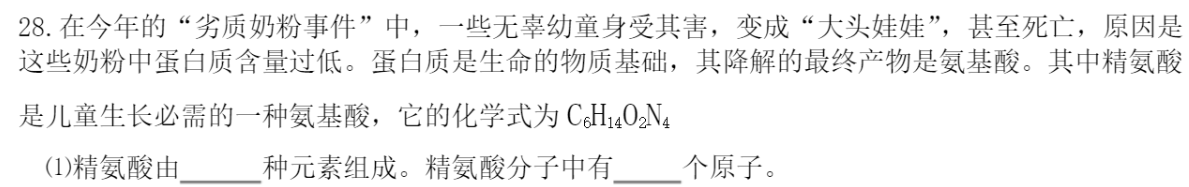 28.在今年的“劣质奶粉事件”中，一些无辜幼童身受其害，变成“大头娃娃”，甚至死亡，原因是
这些奶粉中蛋白质含量过低。蛋白质是生命的物质基础，其降解的最终产物是氨基酸。其中精氨酸
是儿童生长必需的一种氨基酸，它的化学式为 C₆H₁₄O₂N₄
⑴精氨酸由______种元素组成。精氨酸分子中有_____个原子。